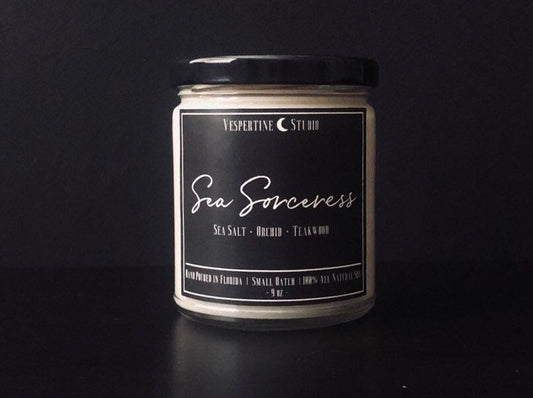 Vespertine Studio
Sea Sorceress
Sea Salt · Orchid · Teakwood
Hand Poured in Florida | Small Batch | 100% All Natural Soy
- 9 oz -